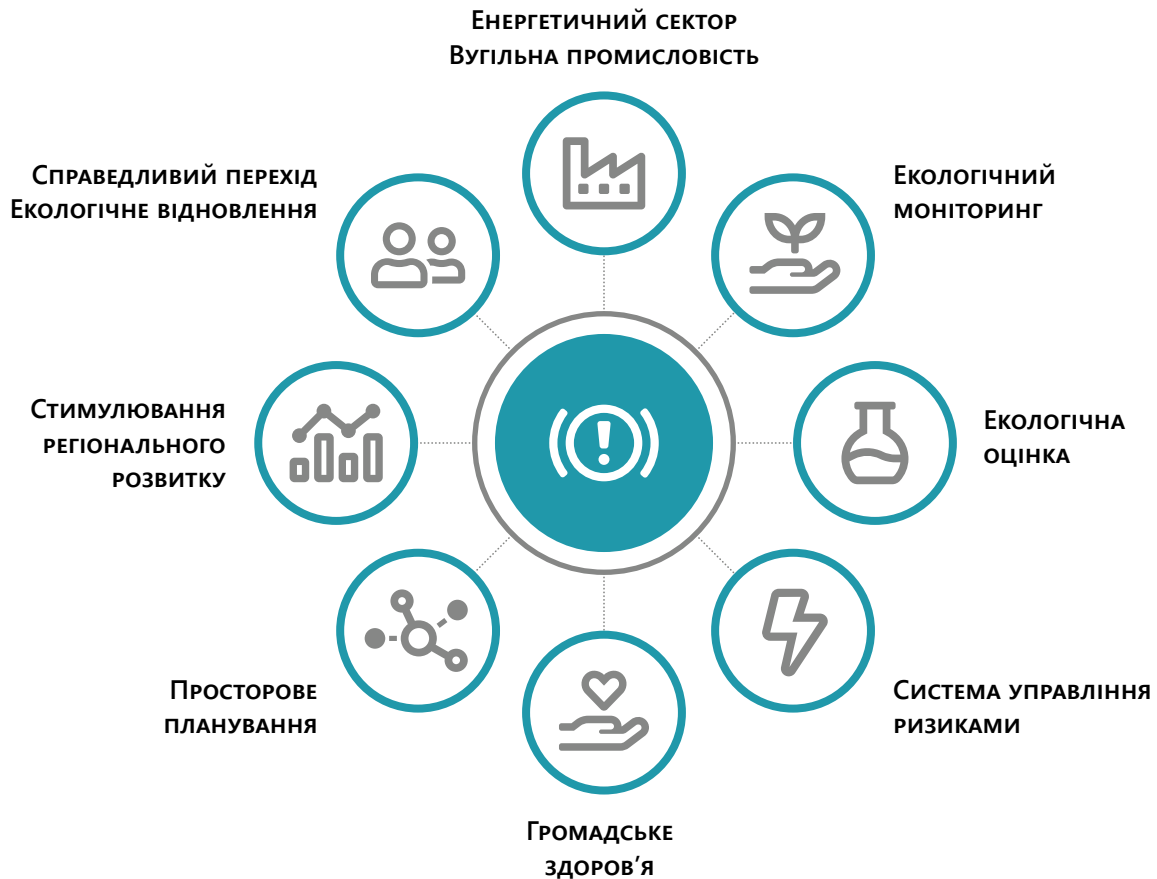 Енергетичний сектор
Вугільна промисловість
Справедливий перехід
Екологічне відновлення
Екологічний
моніторинг
Стимулювання
регіонального
розвитку
Екологічна
оцінка
Просторове
планування
Система управління
ризиками
Громадське
здоров'я